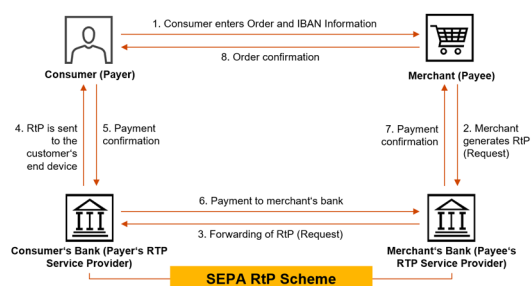 1. Consumer enters Order and IBAN Information
8. Order confirmation
Consumer (Payer)
Merchant (Payee)
4. RtP is sent
to the
customer's
end device
5. Payment
confirmation
7. Payment
confirmation
2. Merchant
generates RtP
(Request)
6. Payment to merchant's bank
3. Forwarding of RtP (Request)
Consumer's Bank (Payer's RTP
Service Provider)
Merchant's Bank (Payee's
RTP Service Provider)
SEPA RtP Scheme